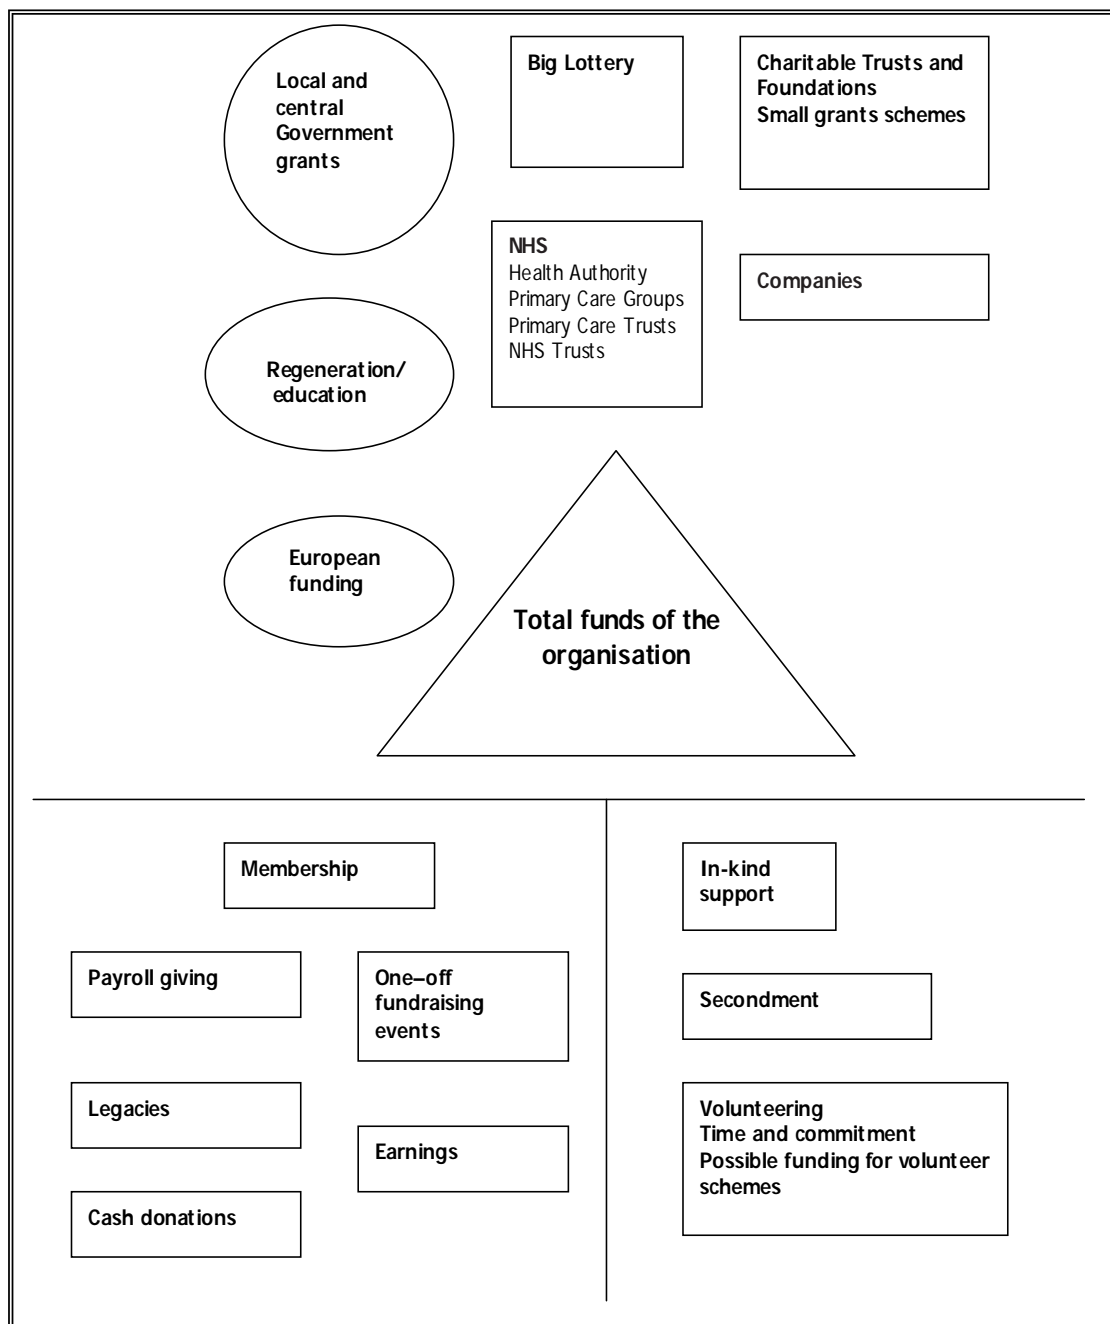 Local and
central
Government
grants
Big Lottery
Charitable Trusts and
Foundations
Small grants schemes
NHS
Health Authority
Primary Care Groups
Primary Care Trusts
NHS Trusts
Companies
Regeneration/
education
European
funding
Total funds of the
organisation
Membership
Payroll giving
One–off
fundraising
events
Legacies
Earnings
Cash donations
In-kind
support
Secondment
Volunteering
Time and commitment
Possible funding for volunteer
schemes